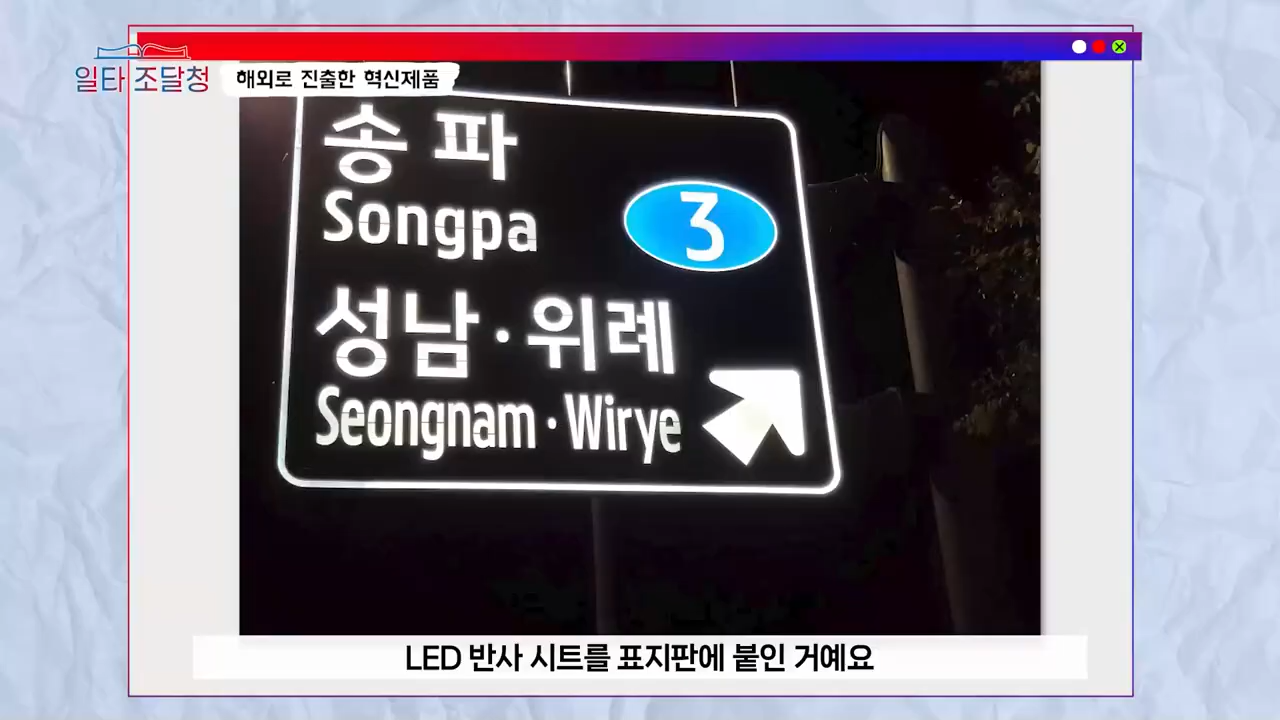 일타 조달청
해외로 진출한 혁신제품
송파
Songpa
3
성남·위례
Seongnam·Wirye
LED 반사 시트를 표지판에 붙인 거예요